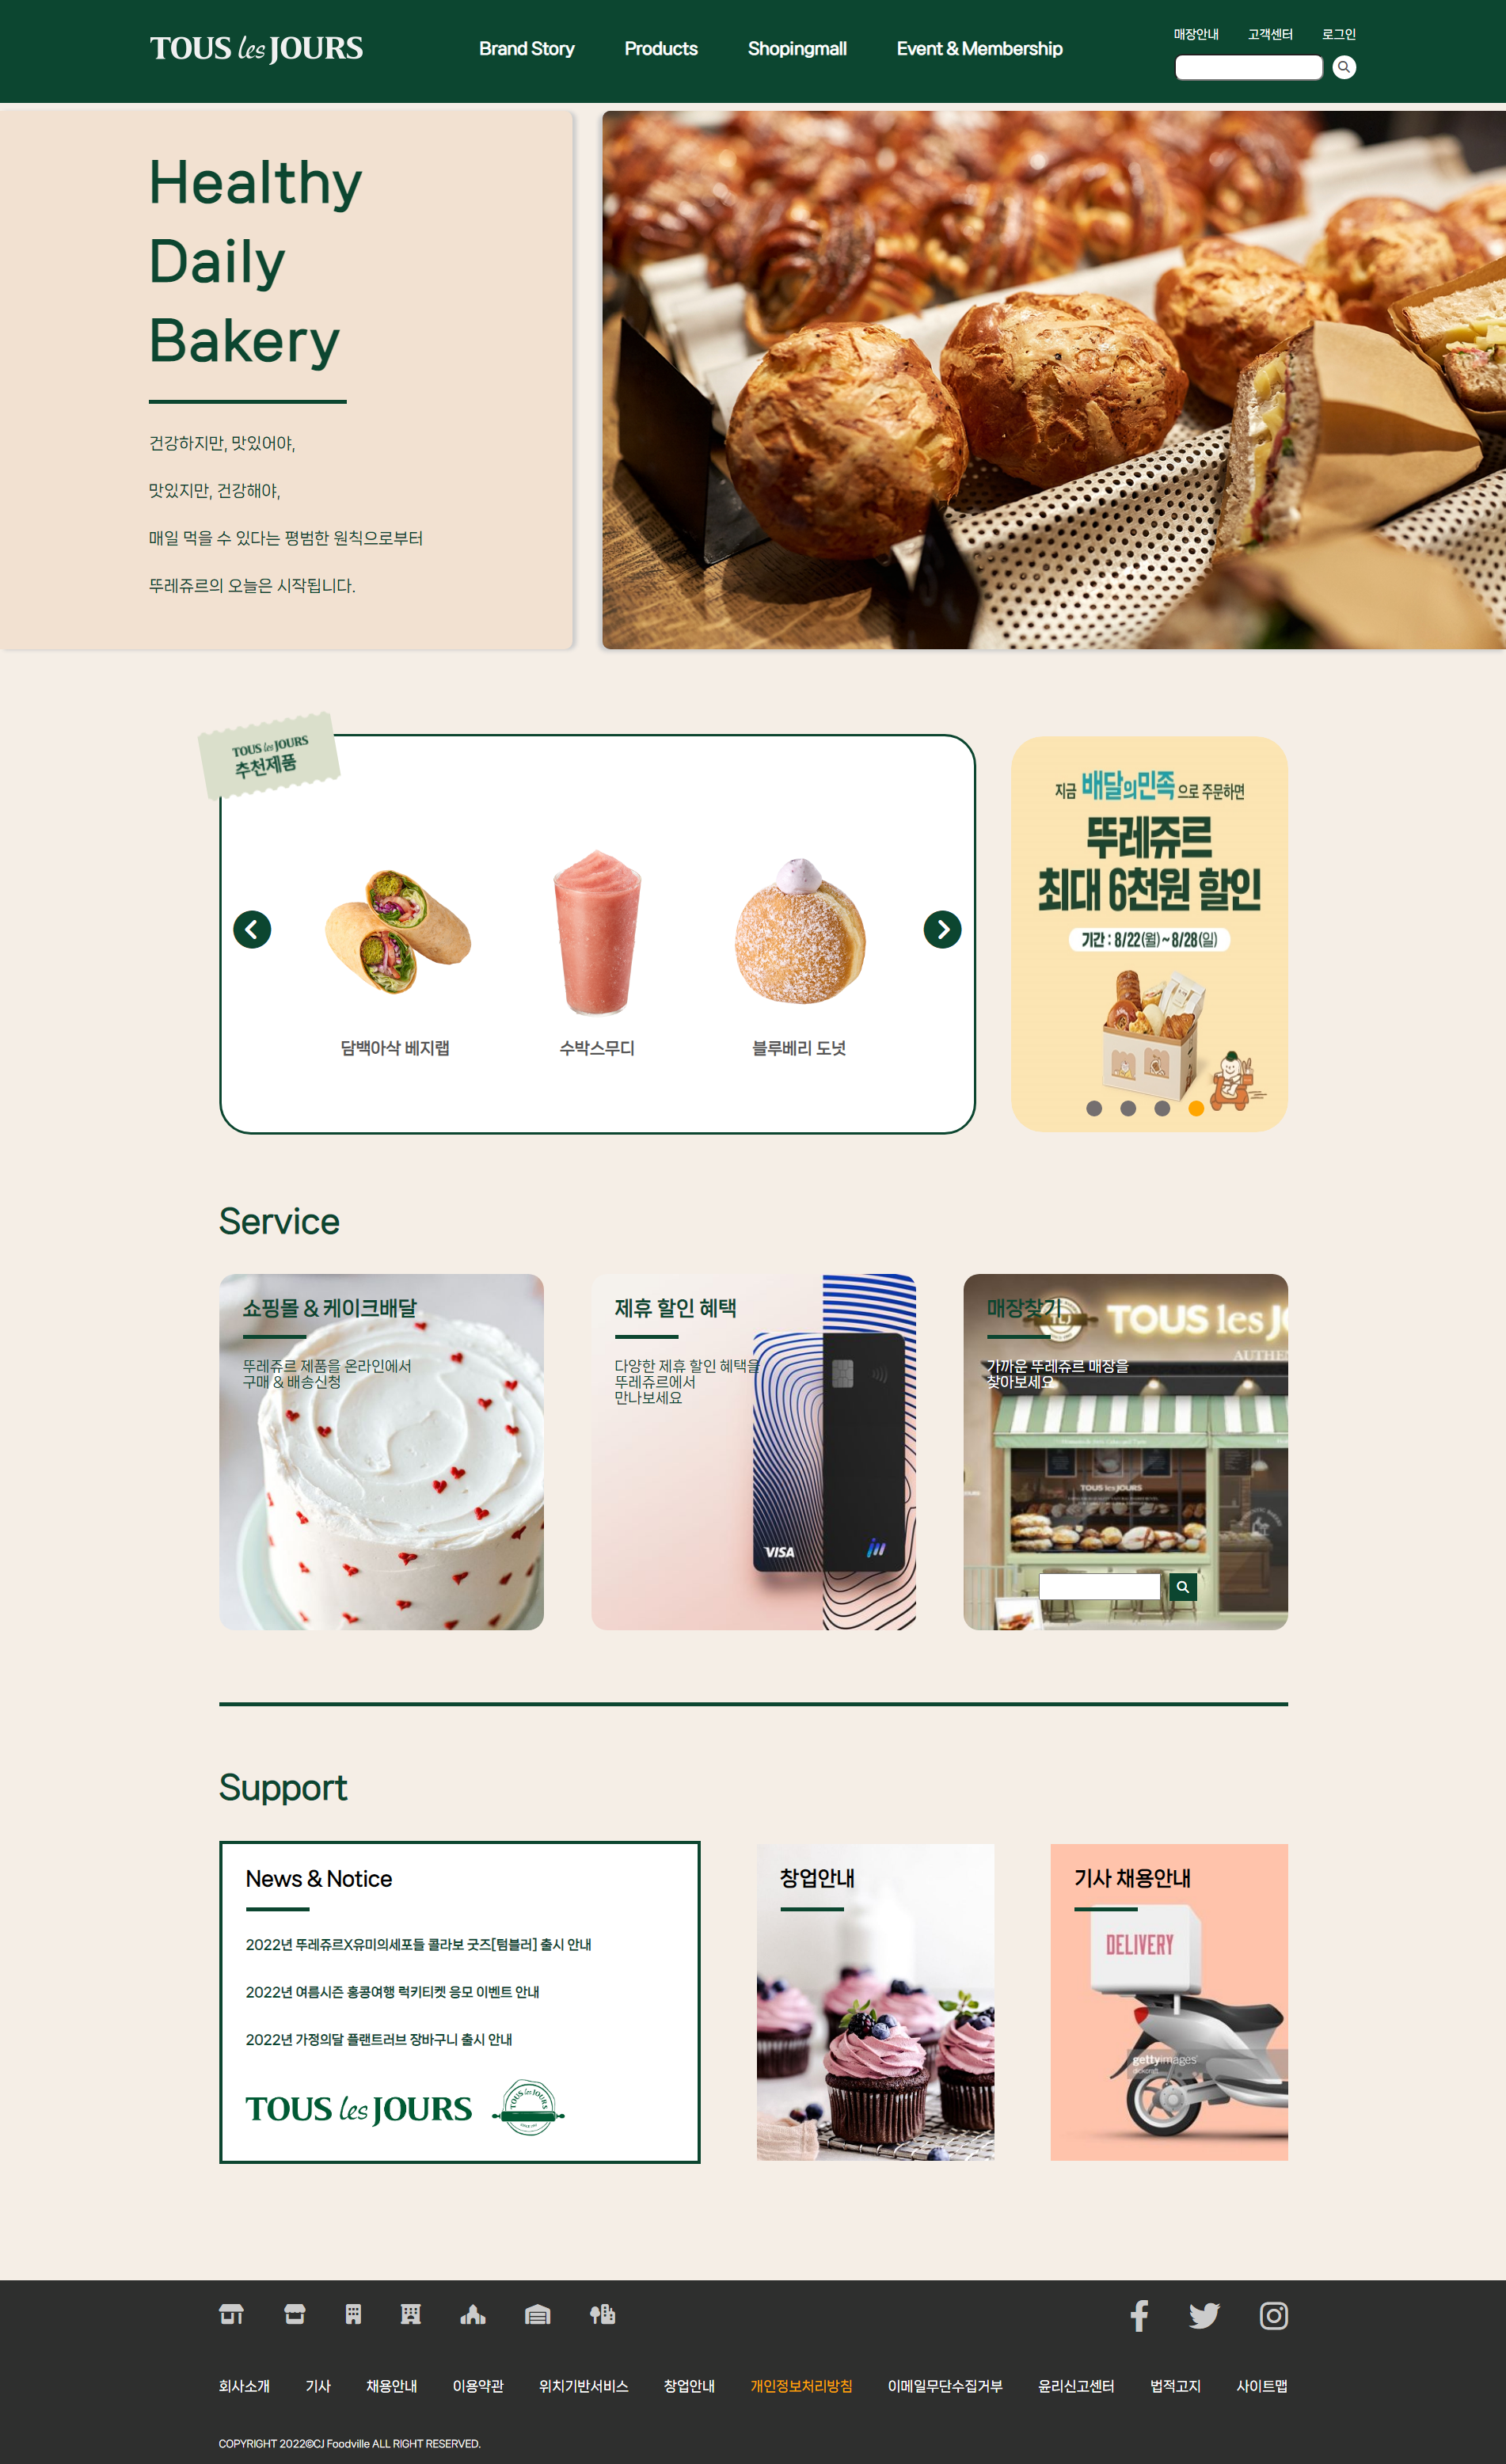 TOUS les JOURS
Brand Story
Products
Shopingmall
Event & Membership
매장안내
고객센터
로그인
Healthy
Daily
Bakery
건강하지만, 맛있어야,
맛있지만, 건강해야,
매일 먹을 수 있다는 평범한 원칙으로부터
뚜레쥬르의 오늘은 시작됩니다.
TOUS les JOURS
추천제품
담백아삭 베지랩
수박스무디
블루베리 도넛
지금 배달의민족 으로 주문하면
뚜레쥬르
최대 6천원 할인
기간 : 8/22(월) ~ 8/28(일)
Service
쇼핑몰 & 케이크배달
뚜레쥬르 제품을 온라인에서
구매 & 배송신청
제휴 할인 혜택
다양한 제휴 할인 혜택을
뚜레쥬르에서
만나보세요
VISA
매장찾기
TOUS les JO
AUTHEN
가까운 뚜레쥬르 매장을
찾아보세요
TOUS les JOURS
Support
News & Notice
2022년 뚜레쥬르X유미의세포들 콜라보 굿즈[텀블러] 출시 안내
2022년 여름시즌 홍콩여행 럭키티켓 응모 이벤트 안내
2022년 가정의달 플랜트러브 장바구니 출시 안내
TOUS les JOURS
TOUS les JOURS
창업안내
기사 채용안내
DELIVERY
gettyimages
회사소개
기사
채용안내
이용약관
위치기반서비스
창업안내
개인정보처리방침
이메일무단수집거부
윤리신고센터
법적고지
사이트맵
COPYRIGHT 2022©CJ Foodville ALL RIGHT RESERVED.